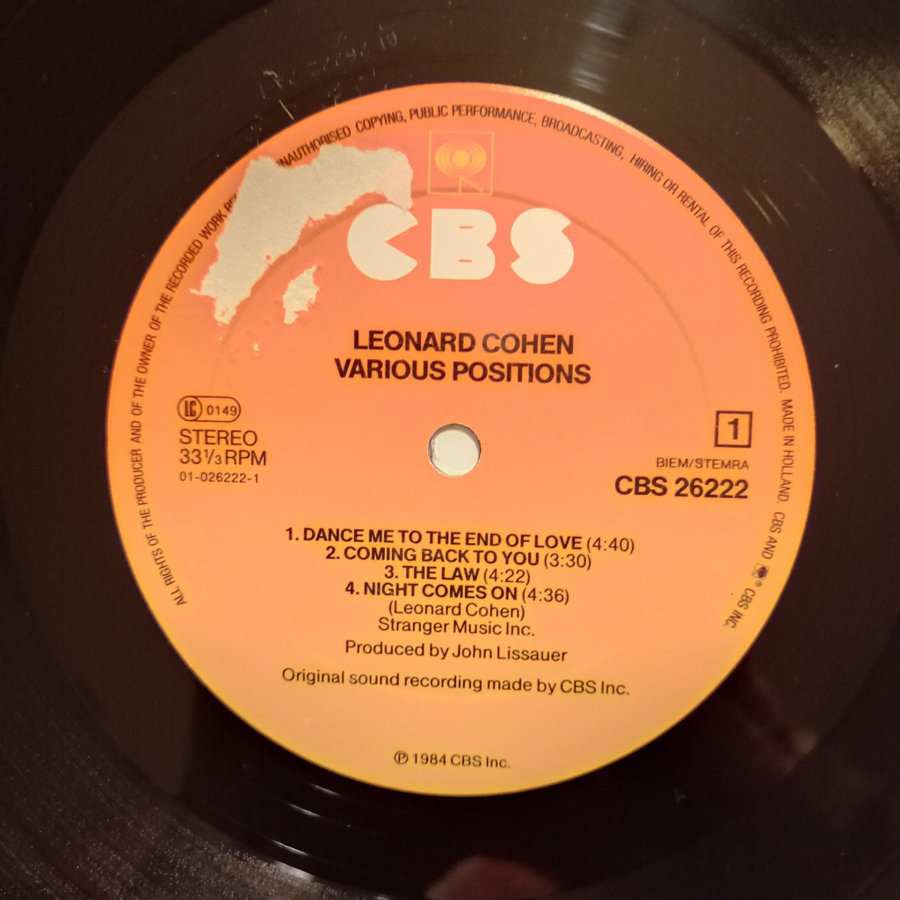 ALL RIGHTS OF THE PRODUCER AND OF THE OWNER OF THE RECORDED WORK
COPYING, PUBLIC PERFORMANCE, BROADCASTING, HIRING OR RENTAL OF THIS RECORDING PROHIBITED. MADE IN HOLLAND. CBS AND ® CBS INC.
CBS
LEONARD COHEN
VARIOUS POSITIONS
LC 0149
STEREO
33 1/3 RPM
01-026222-1
1
BIEM/STEMRA
CBS 26222
1. DANCE ME TO THE END OF LOVE (4:40)
2. COMING BACK TO YOU (3:30)
3. THE LAW (4:22)
4. NIGHT COMES ON (4:36)
(Leonard Cohen)
Stranger Music Inc.
Produced by John Lissauer
Original sound recording made by CBS Inc.
℗ 1984 CBS Inc.